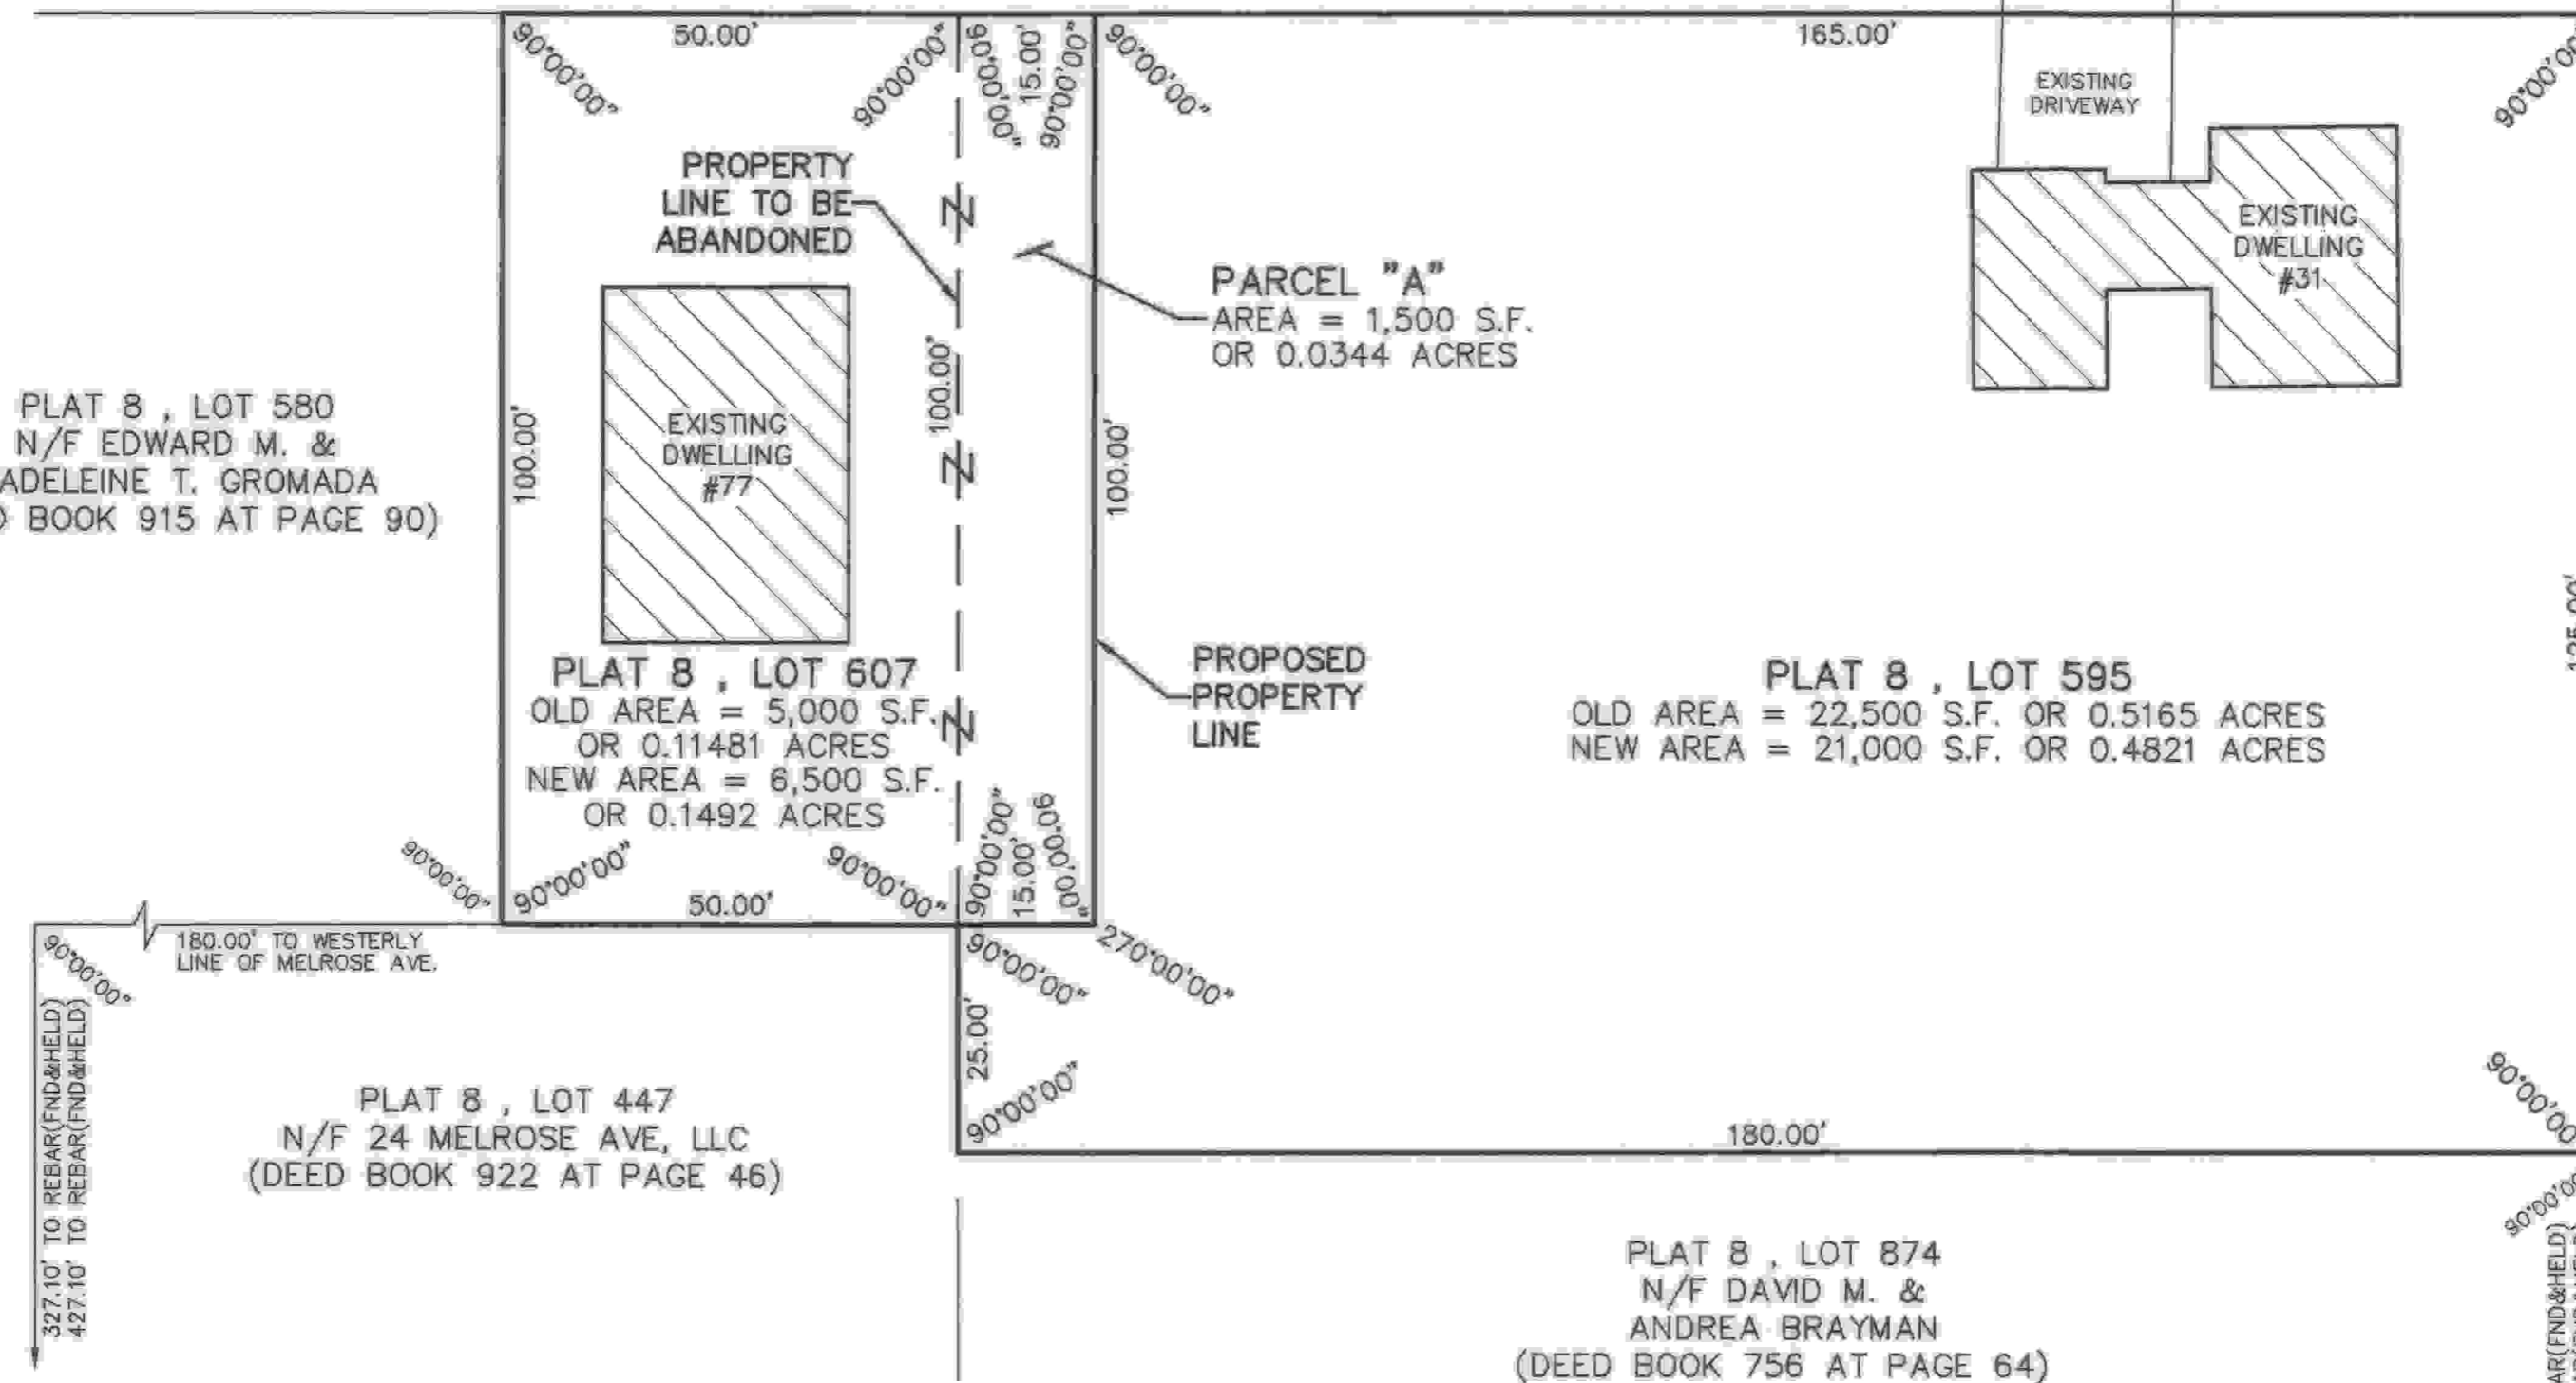 50.00'
165.00'
90°00'00"
90°00'00"
90°00'00"
15.00'
90°00'00"
90°00'00"
90°00'00"
EXISTING
DRIVEWAY
PROPERTY
LINE TO BE
ABANDONED
EXISTING
DWELLING
#31
PARCEL "A"
AREA = 1,500 S.F.
OR 0.0344 ACRES
100.00'
100.00'
100.00'
EXISTING
DWELLING
#77
PLAT 8 , LOT 580
N/F EDWARD M. &
ADELEINE T. GROMADA
BOOK 915 AT PAGE 90)
PROPOSED
PROPERTY
LINE
PLAT 8 , LOT 607
OLD AREA = 5,000 S.F.
OR 0.11481 ACRES
NEW AREA = 6,500 S.F.
OR 0.1492 ACRES
PLAT 8 , LOT 595
OLD AREA = 22,500 S.F. OR 0.5165 ACRES
NEW AREA = 21,000 S.F. OR 0.4821 ACRES
90°00'00"
90°00'00"
50.00'
90°00'00"
90°00'00"
15.00'
90°00'00"
90°00'00"
180.00' TO WESTERLY
LINE OF MELROSE AVE.
90°00'00"
270°00'00"
25.00'
90°00'00"
327.10' TO REBAR(FND&HELD)
427.10' TO REBAR(FND&HELD)
PLAT 8 , LOT 447
N/F 24 MELROSE AVE, LLC
(DEED BOOK 922 AT PAGE 46)
180.00'
90°00'00
90°00'00
PLAT 8 , LOT 874
N/F DAVID M. &
ANDREA BRAYMAN
(DEED BOOK 756 AT PAGE 64)
AR(FND&HELD)